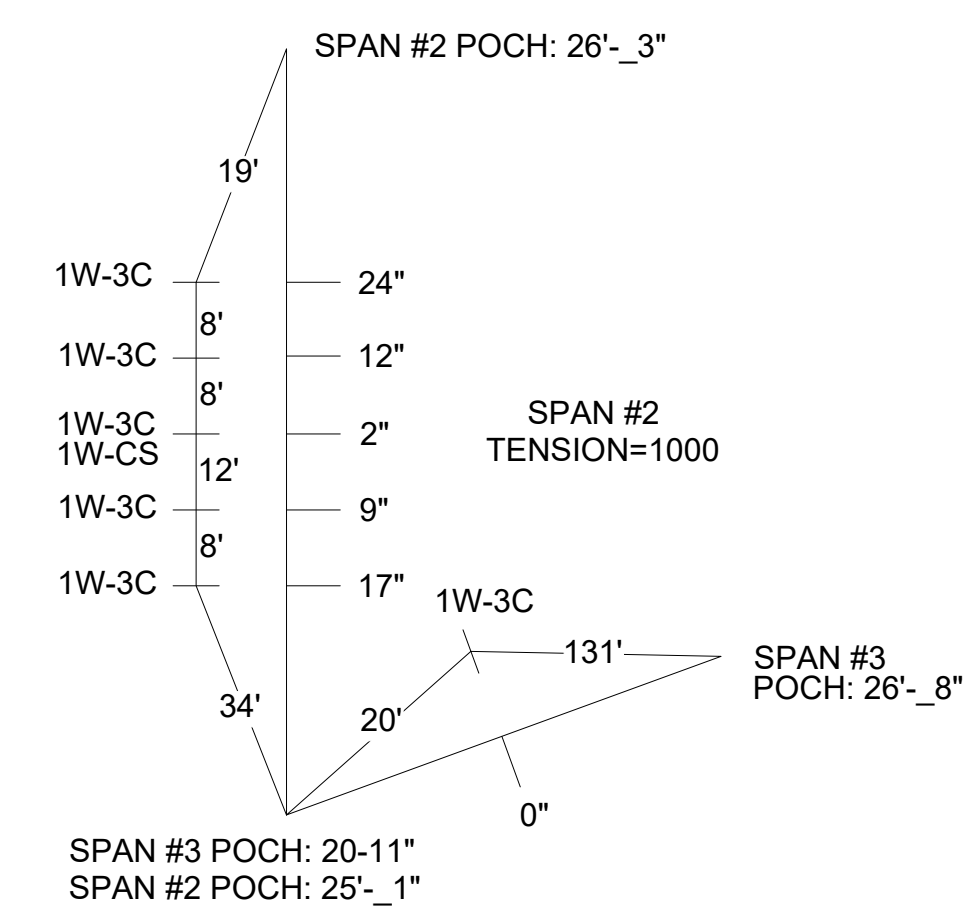 SPAN #2 POCH: 26'-_3"
19'
1W-3C
24"
8'
1W-3C
12"
8'
1W-3C
1W-CS
2"
SPAN #2
TENSION=1000
12'
1W-3C
9"
8'
1W-3C
17"
1W-3C
131'
SPAN #3
POCH: 26'-_8"
34'
20'
0"
SPAN #3 POCH: 20-11"
SPAN #2 POCH: 25'-_1"